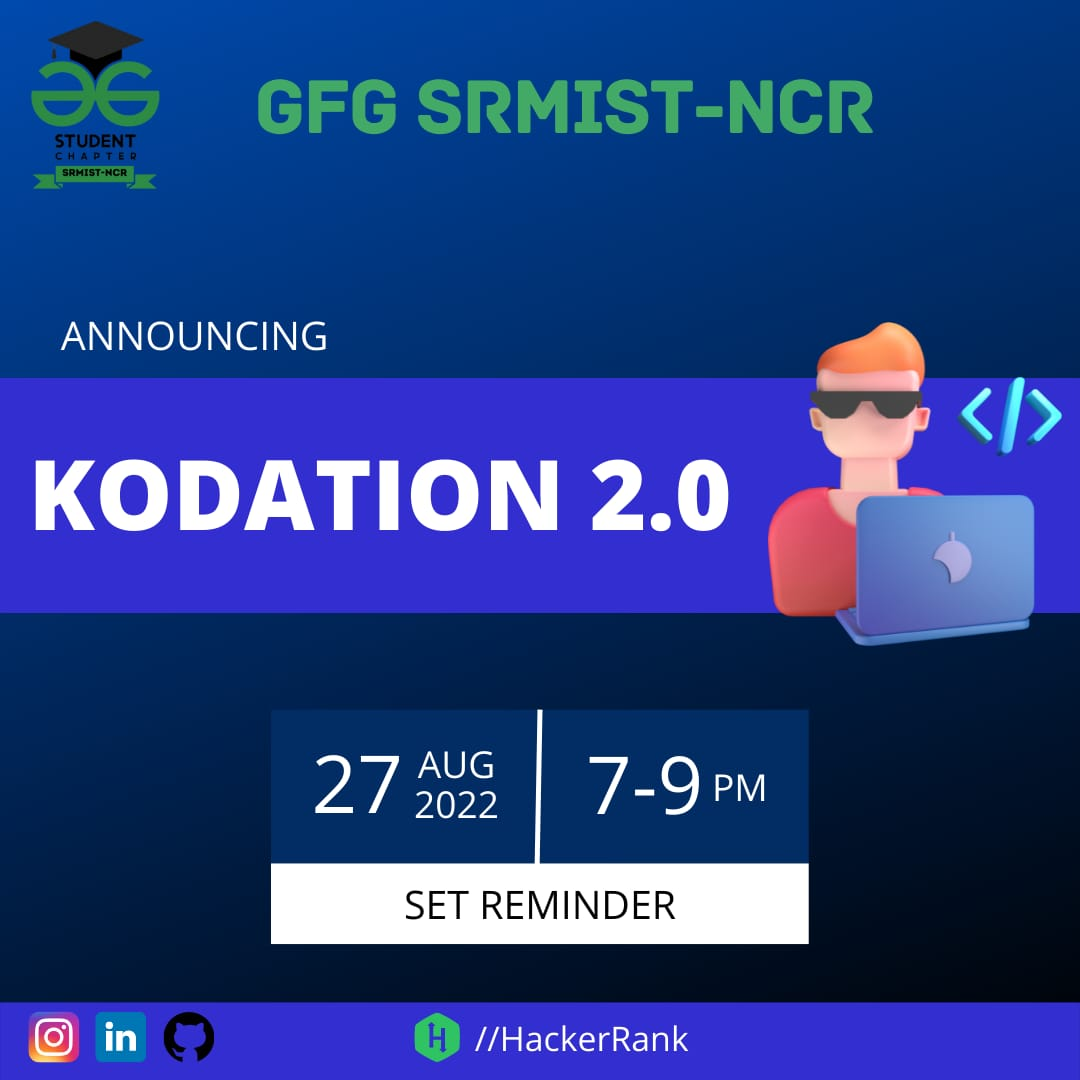 STUDENT
CHAPTER
SRMIST-NCR
GFG SRMIST-NCR
ANNOUNCING
KODATION 2.0
</>
27 AUG 2022
7-9 PM
SET REMINDER
in
H //HackerRank